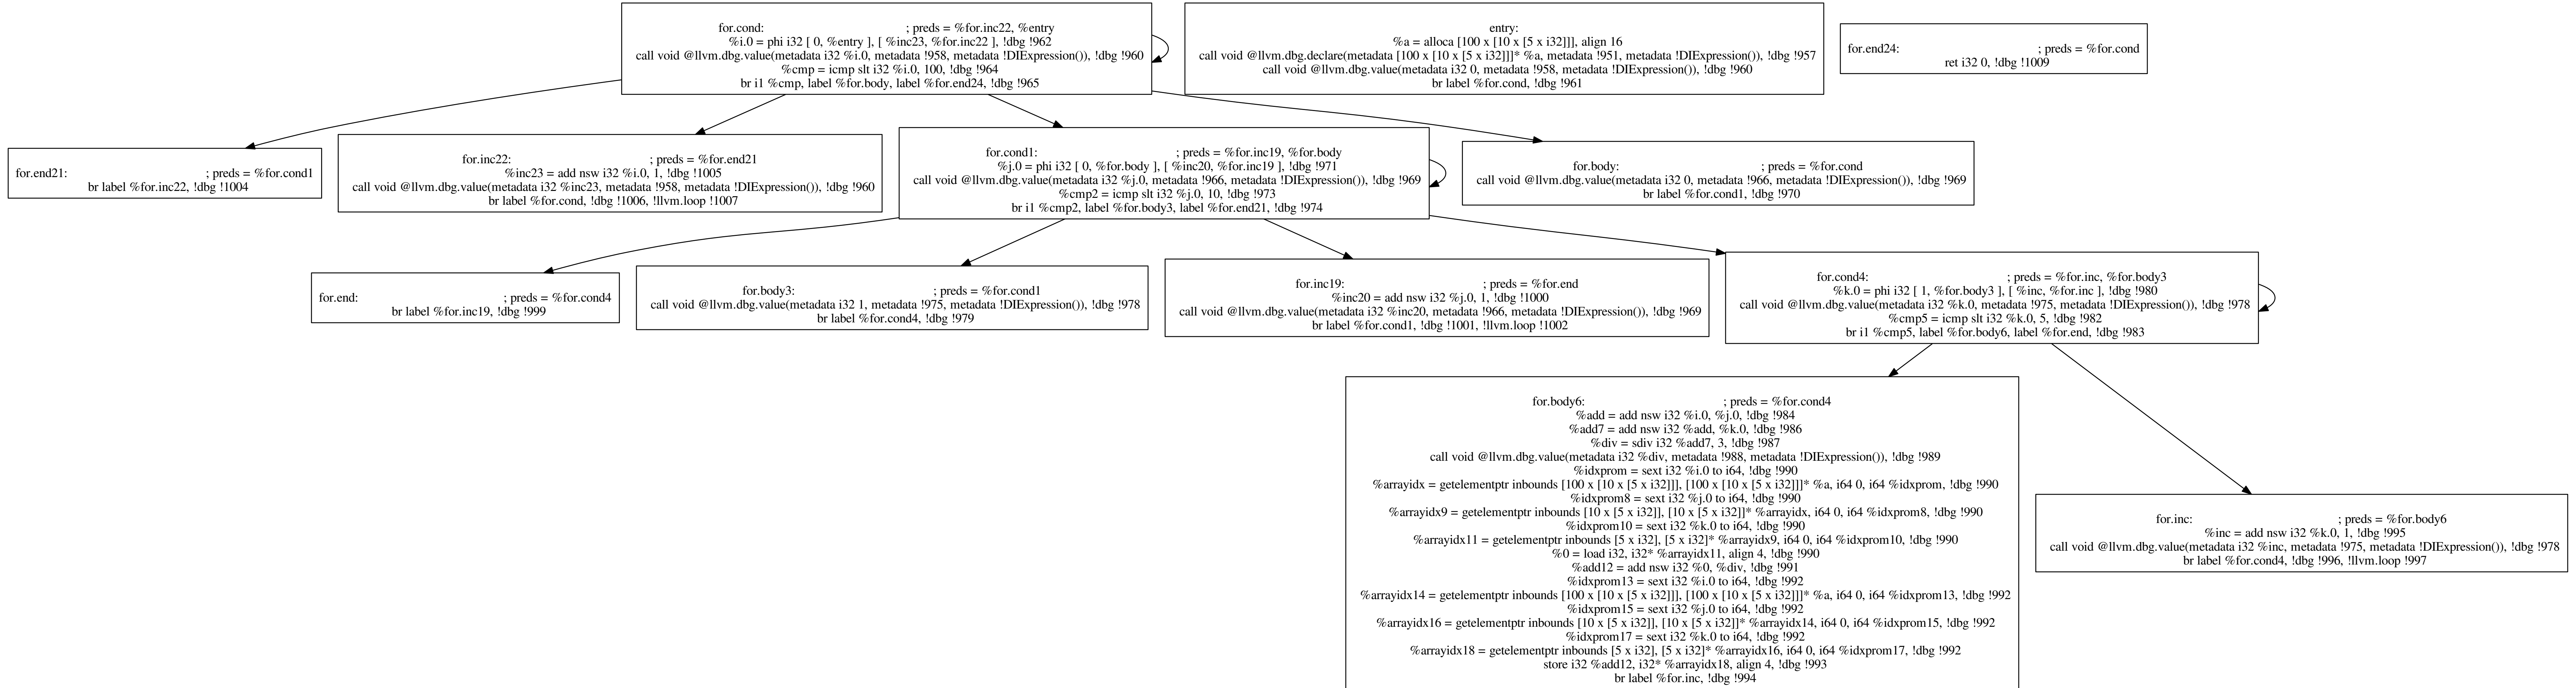 for.cond: ; preds = %for.inc22, %entry
%i.0 = phi i32 [ 0, %entry ], [ %inc23, %for.inc22 ], !dbg !962
call void @llvm.dbg.value(metadata i32 %i.0, metadata !958, metadata !DIExpression()), !dbg !960
%cmp = icmp slt i32 %i.0, 100, !dbg !964
br i1 %cmp, label %for.body, label %for.end24, !dbg !965
entry:
%a = alloca [100 x [10 x [5 x i32]]], align 16
call void @llvm.dbg.declare(metadata [100 x [10 x [5 x i32]]]* %a, metadata !951, metadata !DIExpression()), !dbg !957
call void @llvm.dbg.value(metadata i32 0, metadata !958, metadata !DIExpression()), !dbg !960
br label %for.cond, !dbg !961
for.end24: ; preds = %for.cond
ret i32 0, !dbg !1009
for.end21: ; preds = %for.cond1
br label %for.inc22, !dbg !1004
for.inc22: ; preds = %for.end21
%inc23 = add nsw i32 %i.0, 1, !dbg !1005
call void @llvm.dbg.value(metadata i32 %inc23, metadata !958, metadata !DIExpression()), !dbg !960
br label %for.cond, !dbg !1006, !llvm.loop !1007
for.cond1: ; preds = %for.inc19, %for.body
%j.0 = phi i32 [ 0, %for.body ], [ %inc20, %for.inc19 ], !dbg !971
call void @llvm.dbg.value(metadata i32 %j.0, metadata !966, metadata !DIExpression()), !dbg !969
%cmp2 = icmp slt i32 %j.0, 10, !dbg !973
br i1 %cmp2, label %for.body3, label %for.end21, !dbg !974
for.body: ; preds = %for.cond
call void @llvm.dbg.value(metadata i32 0, metadata !966, metadata !DIExpression()), !dbg !969
br label %for.cond1, !dbg !970
for.end: ; preds = %for.cond4
br label %for.inc19, !dbg !999
for.body3: ; preds = %for.cond1
call void @llvm.dbg.value(metadata i32 1, metadata !975, metadata !DIExpression()), !dbg !978
br label %for.cond4, !dbg !979
for.inc19: ; preds = %for.end
%inc20 = add nsw i32 %j.0, 1, !dbg !1000
call void @llvm.dbg.value(metadata i32 %inc20, metadata !966, metadata !DIExpression()), !dbg !969
br label %for.cond1, !dbg !1001, !llvm.loop !1002
for.cond4: ; preds = %for.inc, %for.body3
%k.0 = phi i32 [ 1, %for.body3 ], [ %inc, %for.inc ], !dbg !980
call void @llvm.dbg.value(metadata i32 %k.0, metadata !975, metadata !DIExpression()), !dbg !978
%cmp5 = icmp slt i32 %k.0, 5, !dbg !982
br i1 %cmp5, label %for.body6, label %for.end, !dbg !983
for.body6: ; preds = %for.cond4
%add = add nsw i32 %i.0, %j.0, !dbg !984
%add7 = add nsw i32 %add, %k.0, !dbg !986
%div = sdiv i32 %add7, 3, !dbg !987
call void @llvm.dbg.value(metadata i32 %div, metadata !988, metadata !DIExpression()), !dbg !989
%idxprom = sext i32 %i.0 to i64, !dbg !990
%arrayidx = getelementptr inbounds [100 x [10 x [5 x i32]]], [100 x [10 x [5 x i32]]]* %a, i64 0, i64 %idxprom, !dbg !990
%idxprom8 = sext i32 %j.0 to i64, !dbg !990
%arrayidx9 = getelementptr inbounds [10 x [5 x i32]], [10 x [5 x i32]]* %arrayidx, i64 0, i64 %idxprom8, !dbg !990
%idxprom10 = sext i32 %k.0 to i64, !dbg !990
%arrayidx11 = getelementptr inbounds [5 x i32], [5 x i32]* %arrayidx9, i64 0, i64 %idxprom10, !dbg !990
%0 = load i32, i32* %arrayidx11, align 4, !dbg !990
%add12 = add nsw i32 %0, %div, !dbg !991
%idxprom13 = sext i32 %i.0 to i64, !dbg !992
%arrayidx14 = getelementptr inbounds [100 x [10 x [5 x i32]]], [100 x [10 x [5 x i32]]]* %a, i64 0, i64 %idxprom13, !dbg !992
%idxprom15 = sext i32 %j.0 to i64, !dbg !992
%arrayidx16 = getelementptr inbounds [10 x [5 x i32]], [10 x [5 x i32]]* %arrayidx14, i64 0, i64 %idxprom15, !dbg !992
%idxprom17 = sext i32 %k.0 to i64, !dbg !992
%arrayidx18 = getelementptr inbounds [5 x i32], [5 x i32]* %arrayidx16, i64 0, i64 %idxprom17, !dbg !992
store i32 %add12, i32* %arrayidx18, align 4, !dbg !993
br label %for.inc, !dbg !994
for.inc: ; preds = %for.body6
%inc = add nsw i32 %k.0, 1, !dbg !995
call void @llvm.dbg.value(metadata i32 %inc, metadata !975, metadata !DIExpression()), !dbg !978
br label %for.cond4, !dbg !996, !llvm.loop !997